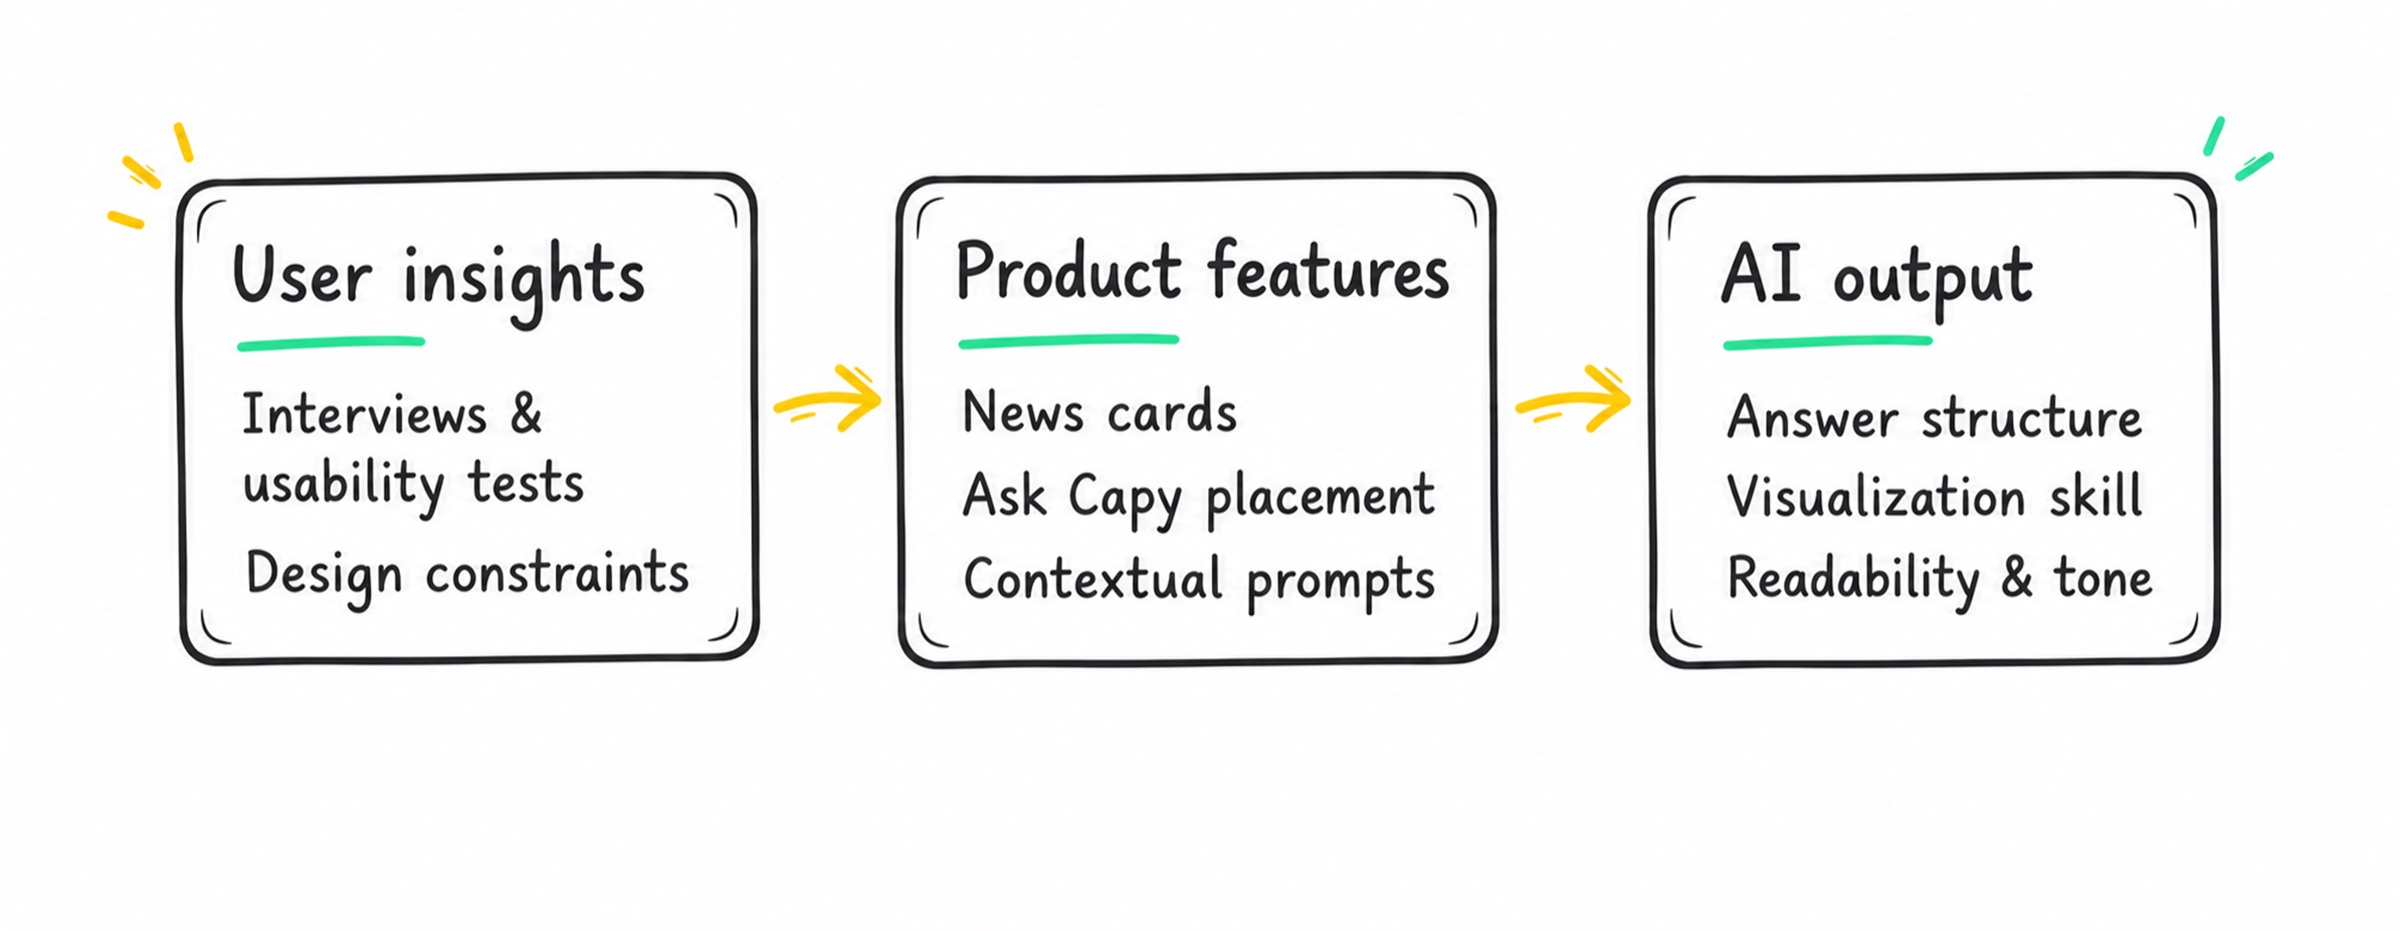 User insights
Interviews &
usability tests
Design constraints
Product features
News cards
Ask Capy placement
Contextual prompts
AI output
Answer structure
Visualization skill
Readability & tone